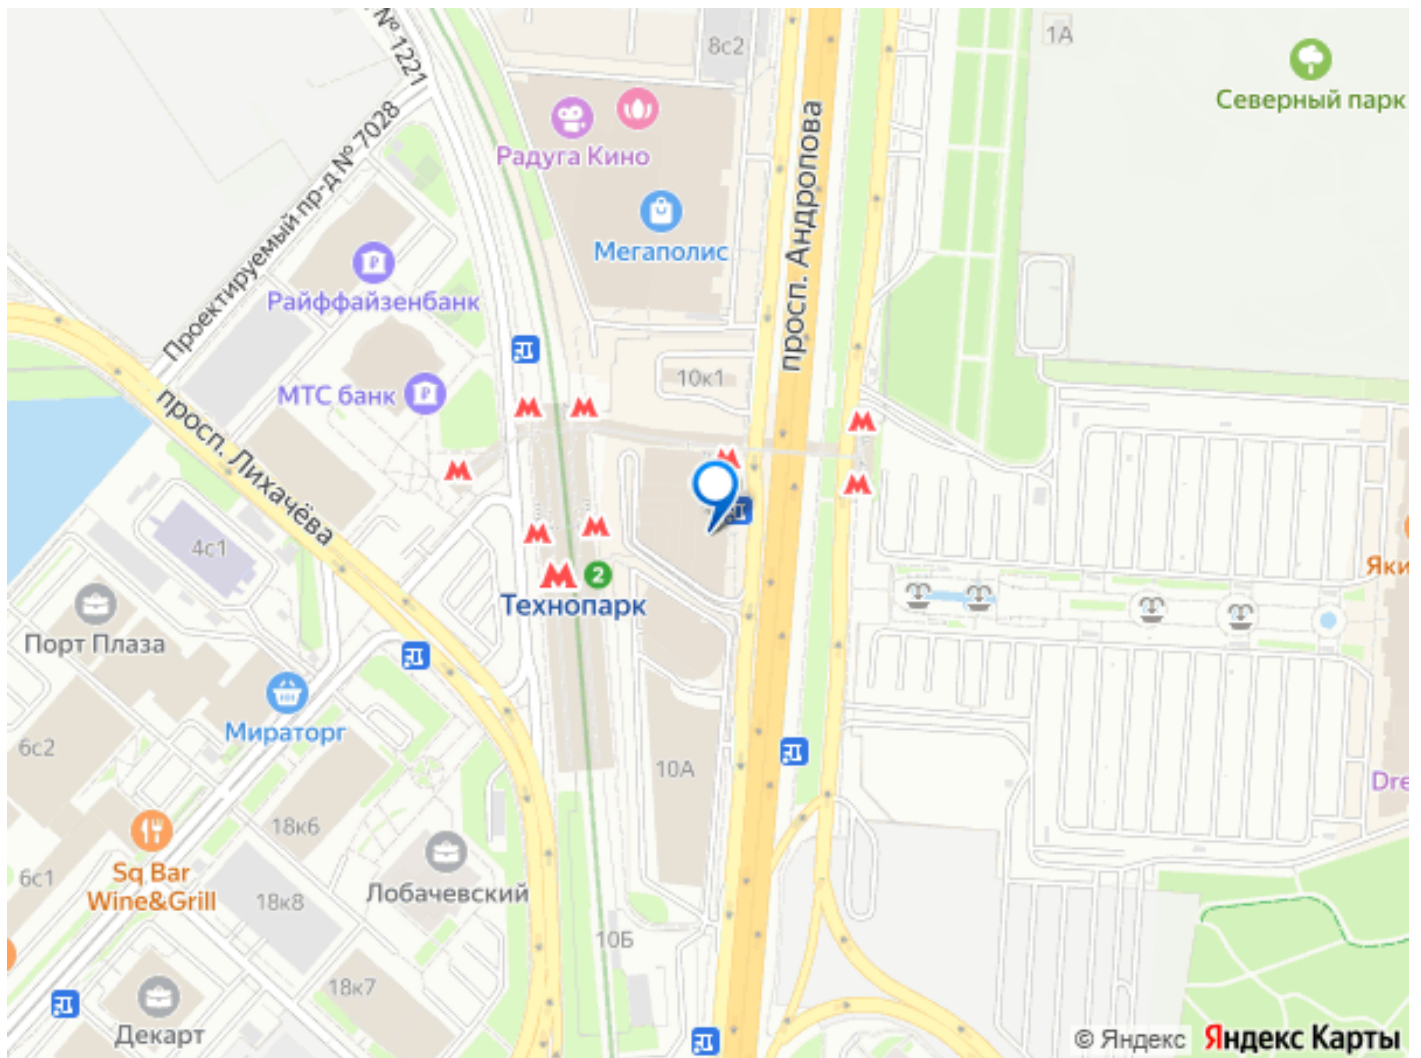 № 1221
8с2
1А
Северный парк
Радуга Кино
Проектируемый пр-д № 7028
просп. Андропова
Мегаполис
Райффайзенбанк
10к1
МТС банк
просп. Лихачёва
4с1
2
Технопарк
Яки
Порт Плаза
Мираторг
6с2
10А
Dre
18к6
Sq Bar
Wine&Grill
6с1
18к8
Лобачевский
10Б
18к7
Декарт
© Яндекс Яндекс Карты